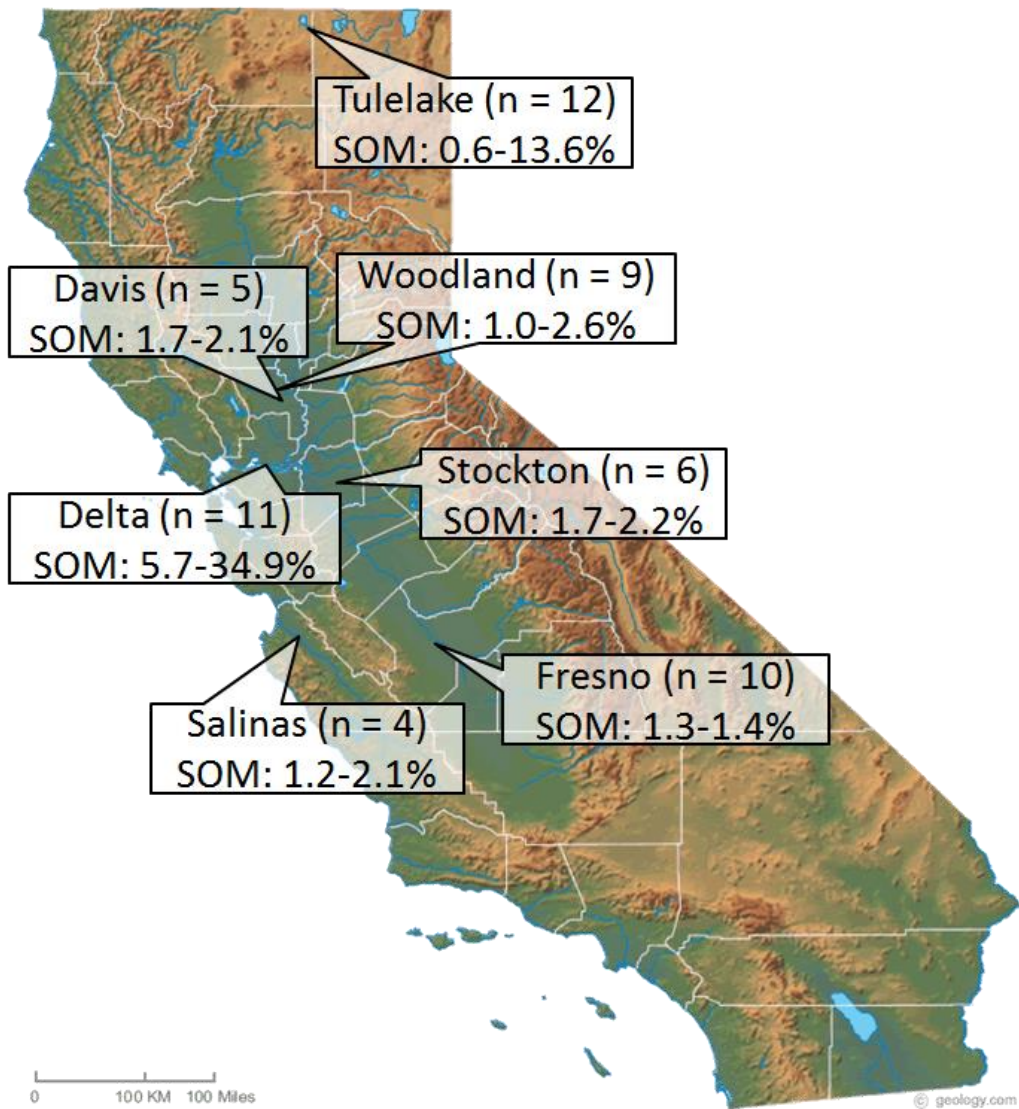 Tulelake (n = 12)
SOM: 0.6-13.6%
Davis (n = 5)
SOM: 1.7-2.1%
Woodland (n = 9)
SOM: 1.0-2.6%
Stockton (n = 6)
SOM: 1.7-2.2%
Delta (n = 11)
SOM: 5.7-34.9%
Fresno (n = 10)
SOM: 1.3-1.4%
Salinas (n = 4)
SOM: 1.2-2.1%
0 100 KM 100 Miles
© geology.com